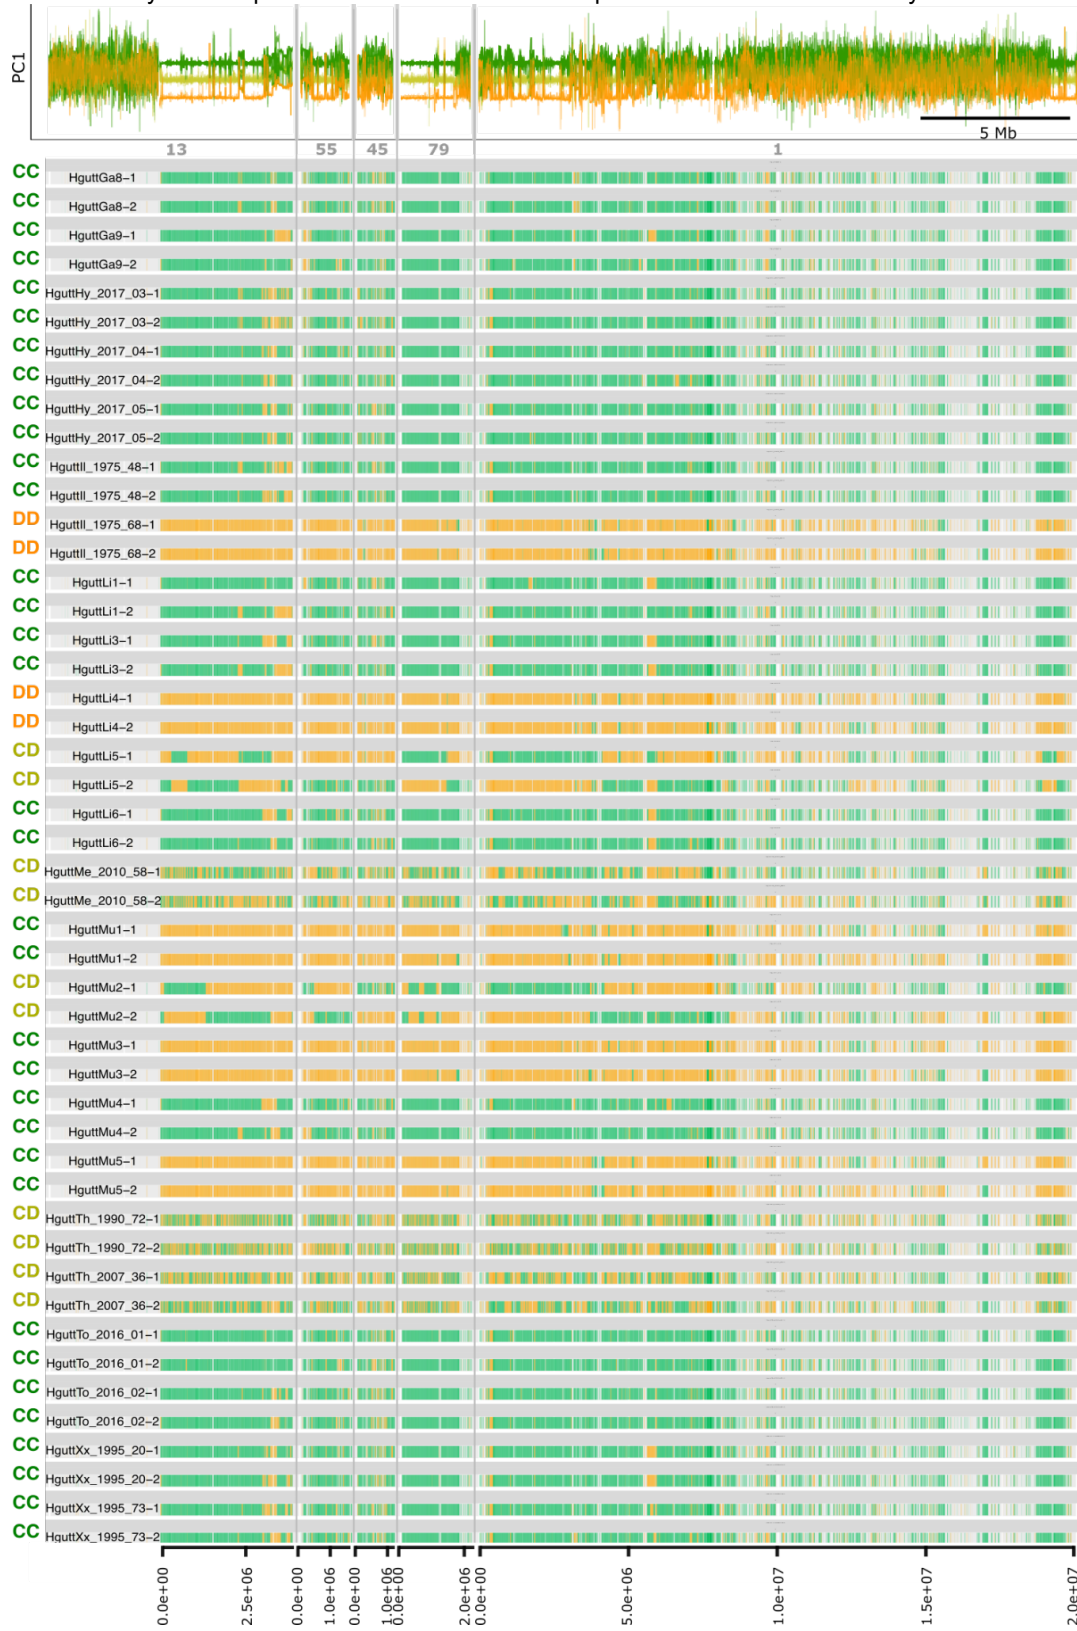 PC1
5 Mb
13 55 45 79 1
CC HguttGa8-1
CC HguttGa8-2
CC HguttGa9-1
CC HguttGa9-2
CC HguttHy_2017_03-1
CC HguttHy_2017_03-2
CC HguttHy_2017_04-1
CC HguttHy_2017_04-2
CC HguttHy_2017_05-1
CC HguttHy_2017_05-2
CC HguttIl_1975_48-1
CC HguttIl_1975_48-2
DD HguttIl_1975_68-1
DD HguttIl_1975_68-2
CC HguttLi1-1
CC HguttLi1-2
CC HguttLi3-1
CC HguttLi3-2
DD HguttLi4-1
DD HguttLi4-2
CD HguttLi5-1
CD HguttLi5-2
CC HguttLi6-1
CC HguttLi6-2
CD HguttMe_2010_58-1
CD HguttMe_2010_58-2
CC HguttMu1-1
CC HguttMu1-2
CD HguttMu2-1
CD HguttMu2-2
CC HguttMu3-1
CC HguttMu3-2
CC HguttMu4-1
CC HguttMu4-2
CC HguttMu5-1
CC HguttMu5-2
CD HguttTh_1990_72-1
CD HguttTh_1990_72-2
CD HguttTh_2007_36-1
CD HguttTh_2007_36-2
CC HguttTo_2016_01-1
CC HguttTo_2016_01-2
CC HguttTo_2016_02-1
CC HguttTo_2016_02-2
CC HguttXx_1995_20-1
CC HguttXx_1995_20-2
CC HguttXx_1995_73-1
CC HguttXx_1995_73-2
0.0e+00 2.5e+06 0.0e+00 1.0e+06 0.0e+00 1.0e+06 0.0e+00 2.0e+06 0.0e+00 5.0e+06 1.0e+07 1.5e+07 2.0e+07